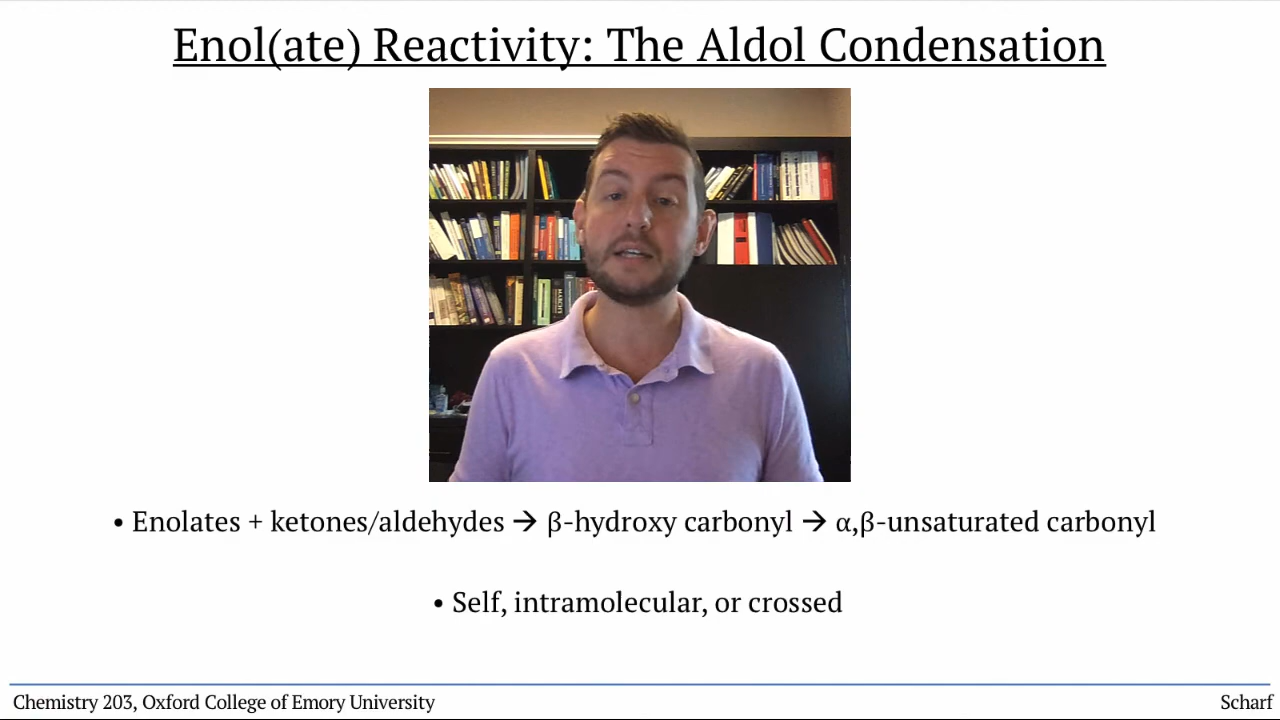 Enol(ate) Reactivity: The Aldol Condensation
• Enolates + ketones/aldehydes → β-hydroxy carbonyl → α,β-unsaturated carbonyl
• Self, intramolecular, or crossed
Chemistry 203, Oxford College of Emory University
Scharf